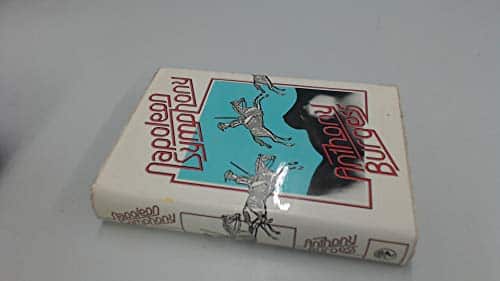 Napoleon
Symphony
Anthony
Burgess
Napoleon
Symphony
Anthony
Burgess